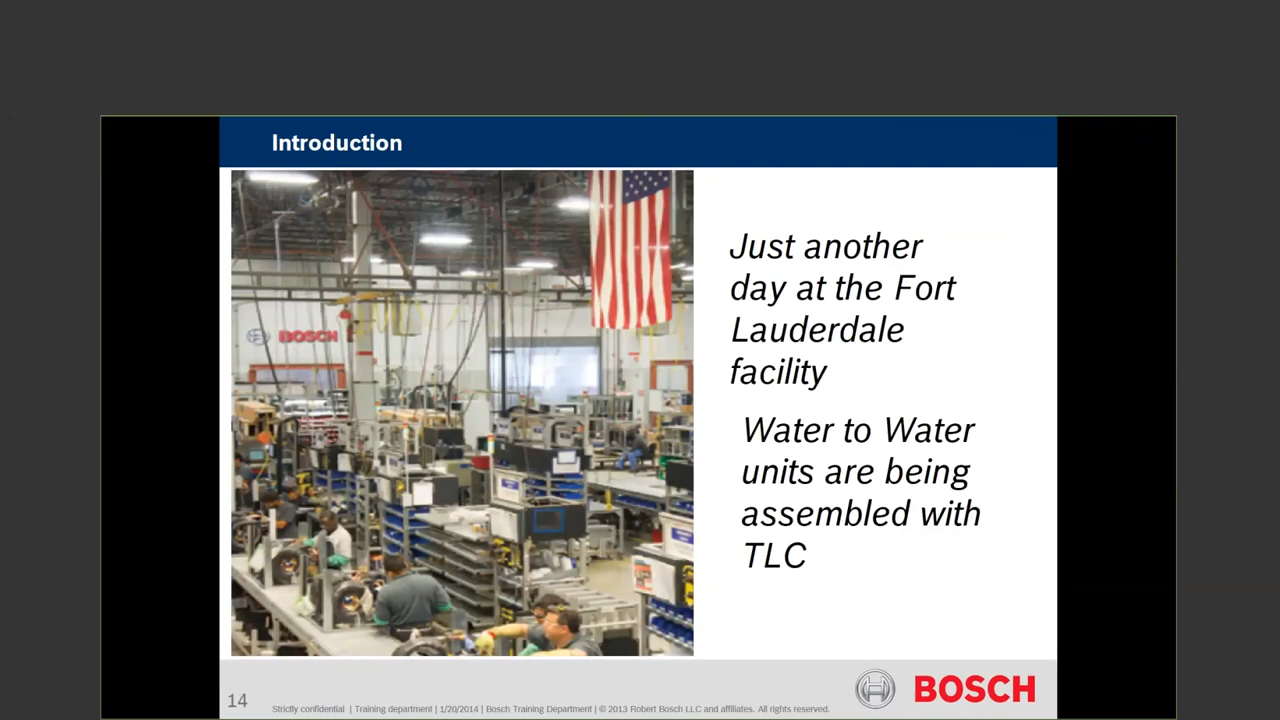 Introduction
BOSCH
Just another
day at the Fort
Lauderdale
facility
Water to Water
units are being
assembled with
TLC
14
Strictly confidential | Training department | 1/20/2014 | Bosch Training Department | © 2013 Robert Bosch LLC and affiliates. All rights reserved.
BOSCH